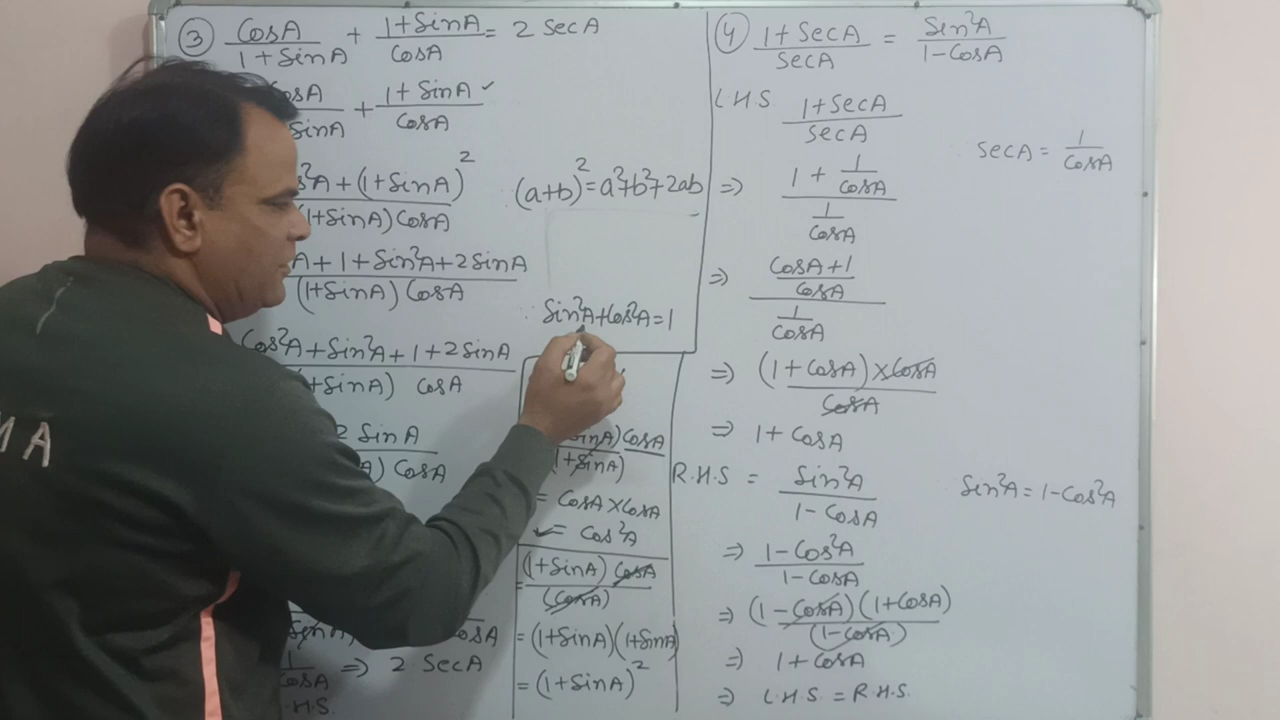 ③ CosA/(1+SinA) + (1+SinA)/CosA = 2 SecA
CosA/SinA + (1+SinA)/CosA ✓
s²A+(1+SinA)²/(1+SinA)CosA
(a+b)²=a²+b²+2ab
A+1+Sin²A+2SinA/(1+SinA) CosA
∵ Sin²A+Cos²A=1
Cos²A+Sin²A+1+2SinA/+SinA) CosA
2 SinA/A) CosA
SinA) CosA
1/CosA ⇒ 2 SecA
.H.S.
SinA) CosA/(1+SinA)
= CosA×CosA
= Cos²A
= (1+SinA) CosA/(CosA)
= (1+SinA)(1+SinA)
= (1+SinA)²
④ (1+SecA)/SecA = Sin²A/(1-CosA)
L.H.S (1+SecA)/SecA
SecA = 1/CosA
⇒ (1 + 1/CosA)/(1/CosA)
⇒ ((CosA+1)/CosA)/(1/CosA)
⇒ (1+CosA)×CosA/CosA
⇒ 1+CosA
R.H.S = Sin²A/(1-CosA)
Sin²A=1-Cos²A
⇒ (1-Cos²A)/(1-CosA)
⇒ (1-CosA)(1+CosA)/(1-CosA)
⇒ 1+CosA
⇒ L.H.S.=R.H.S.
MA